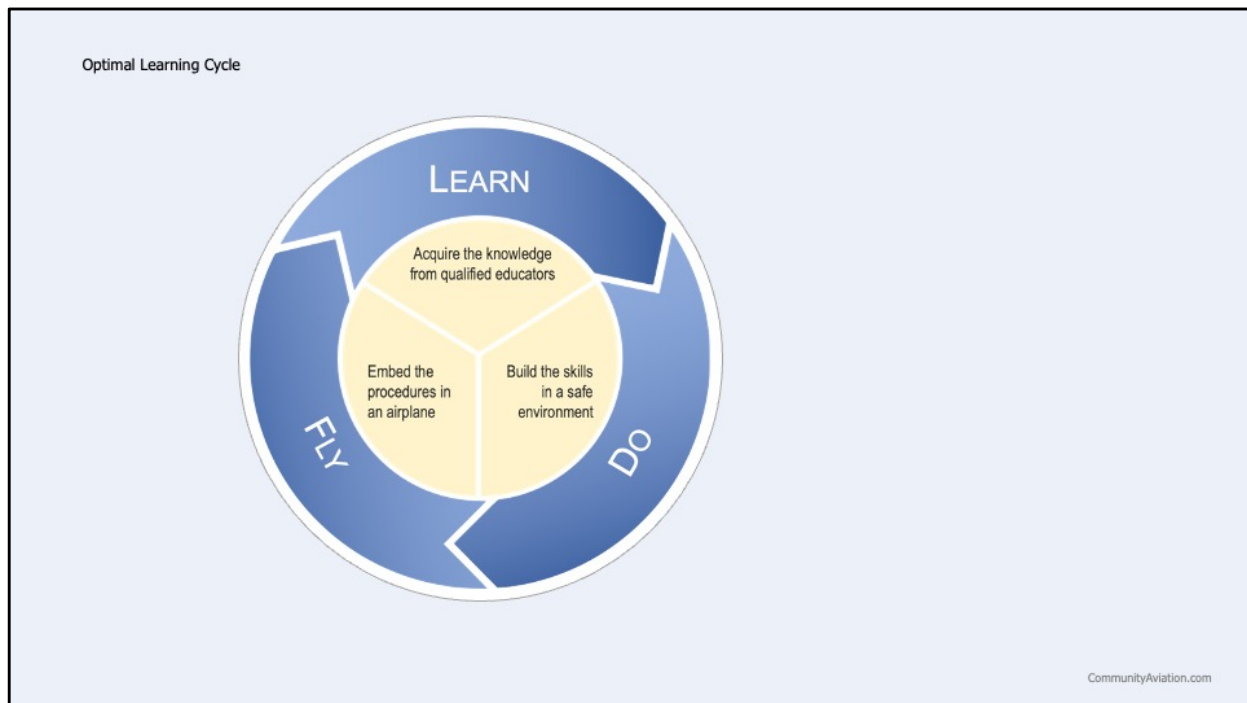 Optimal Learning Cycle
LEARN
Acquire the knowledge
from qualified educators
Embed the
procedures in
an airplane
Build the skills
in a safe
environment
FLY
DO
CommunityAviation.com